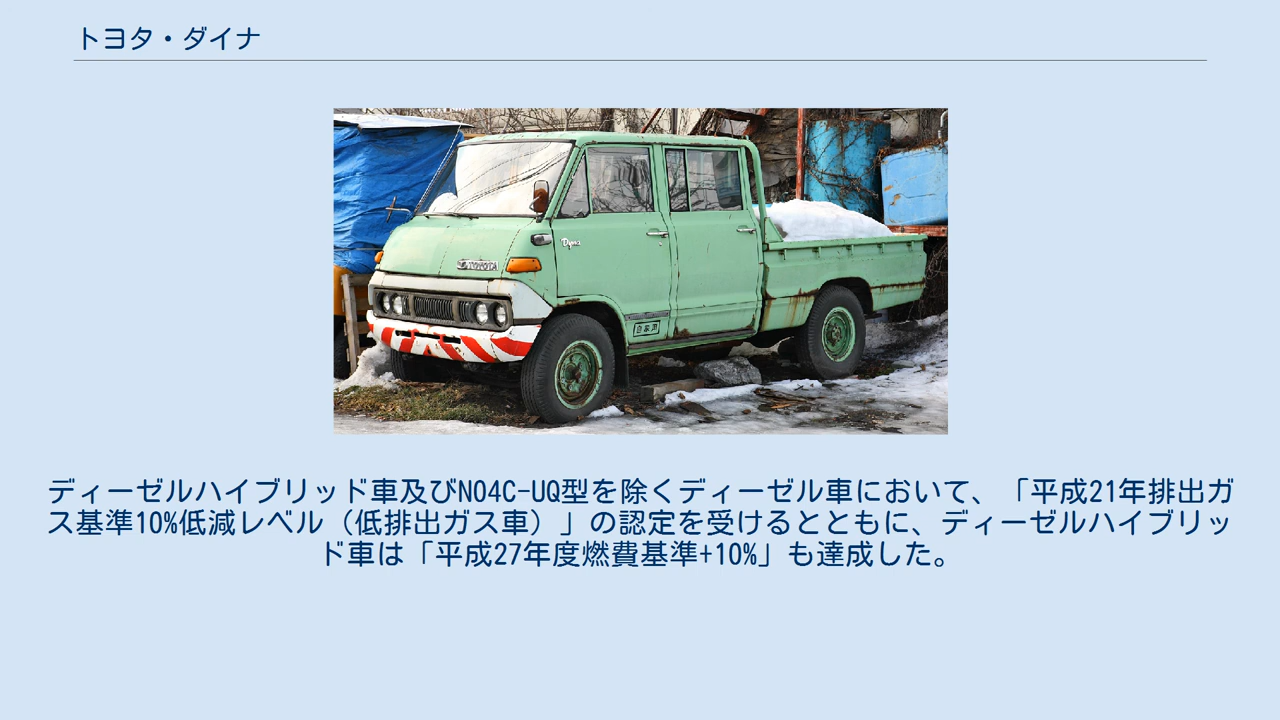 トヨタ・ダイナ
Dyna
TOYOTA
自家用
ディーゼルハイブリッド車及びN04C-UQ型を除くディーゼル車において、「平成21年排出ガ
ス基準10%低減レベル（低排出ガス車）」の認定を受けるとともに、ディーゼルハイブリッ
ド車は「平成27年度燃費基準+10%」も達成した。